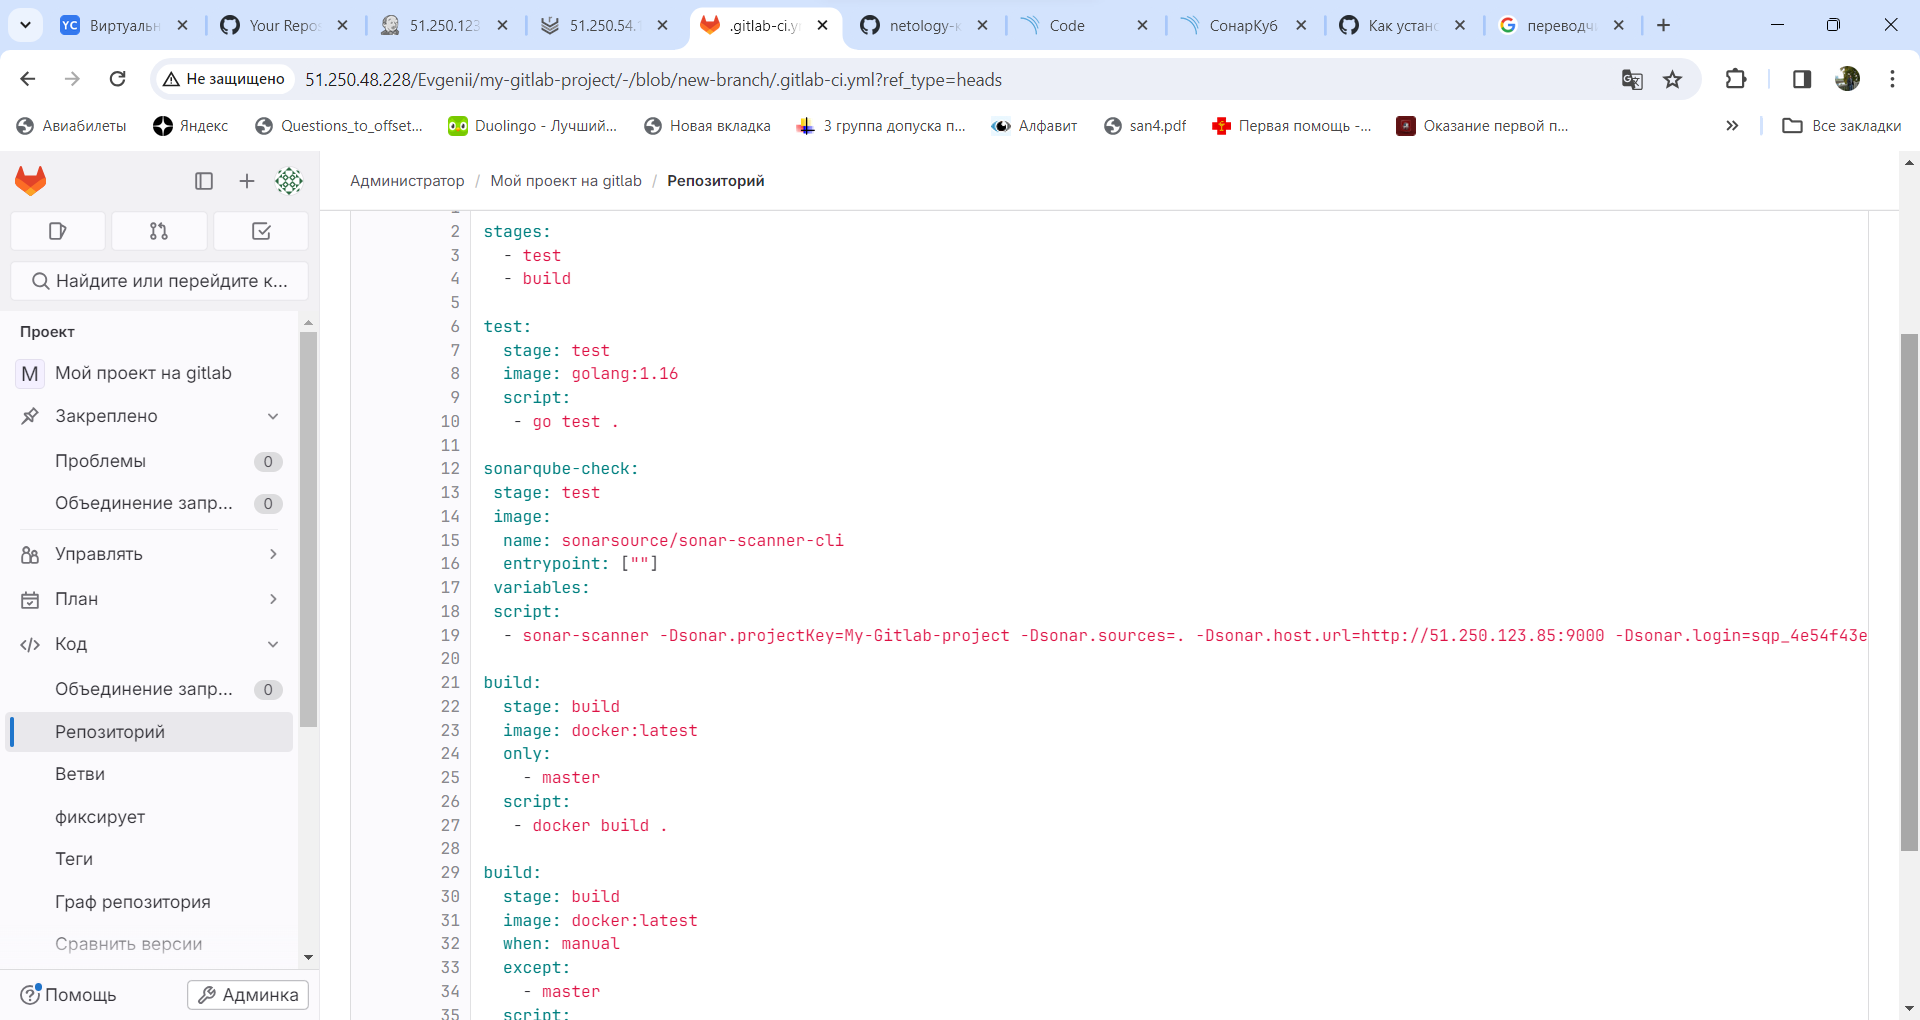 YC Виртуаль
Your Repos
51.250.123
51.250.54.1
.gitlab-ci.y
netology-k
Code
СонарКуб
Как устано
переводчи
Не защищено
51.250.48.228/Evgenii/my-gitlab-project/-/blob/new-branch/.gitlab-ci.yml?ref_type=heads
Авиабилеты
Яндекс
Questions_to_offset...
Duolingo - Лучший...
Новая вкладка
3 группа допуска п...
Алфавит
san4.pdf
Первая помощь -...
Оказание первой п...
Все закладки
Администратор / Мой проект на gitlab / Репозиторий
Найдите или перейдите к...
Проект
M Мой проект на gitlab
Закреплено
Проблемы 0
Объединение запр... 0
Управлять
План
Код
Объединение запр... 0
Репозиторий
Ветви
фиксирует
Теги
Граф репозитория
Сравнить версии
Помощь
Админка
1
2 stages:
3 - test
4 - build
5
6 test:
7 stage: test
8 image: golang:1.16
9 script:
10 - go test .
11
12 sonarqube-check:
13 stage: test
14 image:
15 name: sonarsource/sonar-scanner-cli
16 entrypoint: [""]
17 variables:
18 script:
19 - sonar-scanner -Dsonar.projectKey=My-Gitlab-project -Dsonar.sources=. -Dsonar.host.url=http://51.250.123.85:9000 -Dsonar.login=sqp_4e54f43e
20
21 build:
22 stage: build
23 image: docker:latest
24 only:
25 - master
26 script:
27 - docker build .
28
29 build:
30 stage: build
31 image: docker:latest
32 when: manual
33 except:
34 - master
35 script: